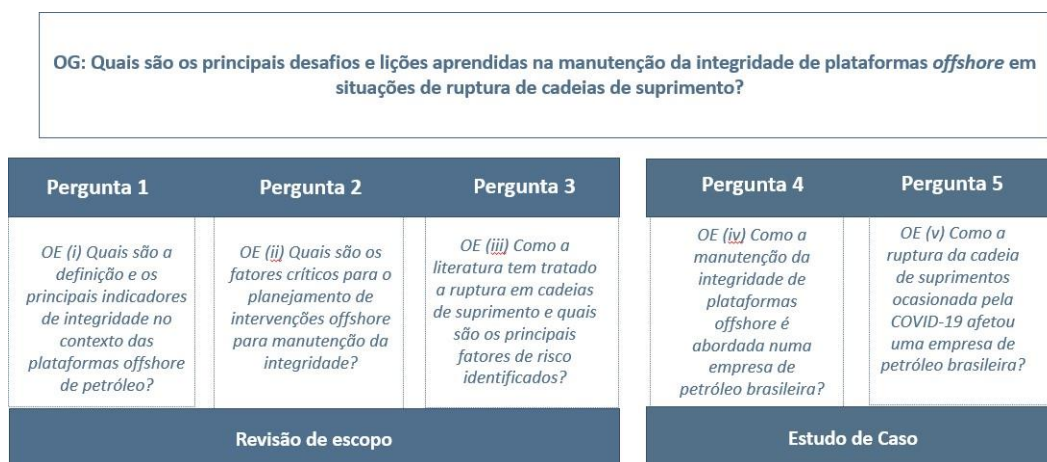 OG: Quais são os principais desafios e lições aprendidas na manutenção da integridade de plataformas offshore em
situações de ruptura de cadeias de suprimento?
Pergunta 1
OE (i) Quais são a
definição e os
principais indicadores
de integridade no
contexto das
plataformas offshore
de petróleo?
Pergunta 2
OE (ii) Quais são os
fatores críticos para o
planejamento de
intervenções offshore
para manutenção da
integridade?
Pergunta 3
OE (iii) Como a
literatura tem tratado
a ruptura em cadeias
de suprimento e quais
são os principais
fatores de risco
identificados?
Revisão de escopo
Pergunta 4
OE (iv) Como a
manutenção da
integridade de
plataformas
offshore é
abordada numa
empresa de
petróleo brasileira?
Pergunta 5
OE (v) Como a
ruptura da cadeia
de suprimentos
ocasionada pela
COVID-19 afetou
uma empresa de
petróleo brasileira?
Estudo de Caso